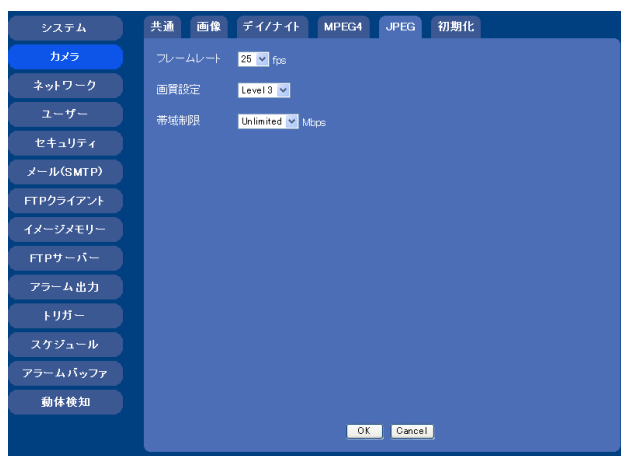 システム
カメラ
ネットワーク
ユーザー
セキュリティ
メール(SMTP)
FTPクライアント
イメージメモリー
FTPサーバー
アラーム出力
トリガー
スケジュール
アラームバッファ
動体検知
共通 画像 デイ/ナイト MPEG4 JPEG 初期化
フレームレート 25 fps
画質設定 Level 3
帯域制限 Unlimited Mbps
OK Cancel